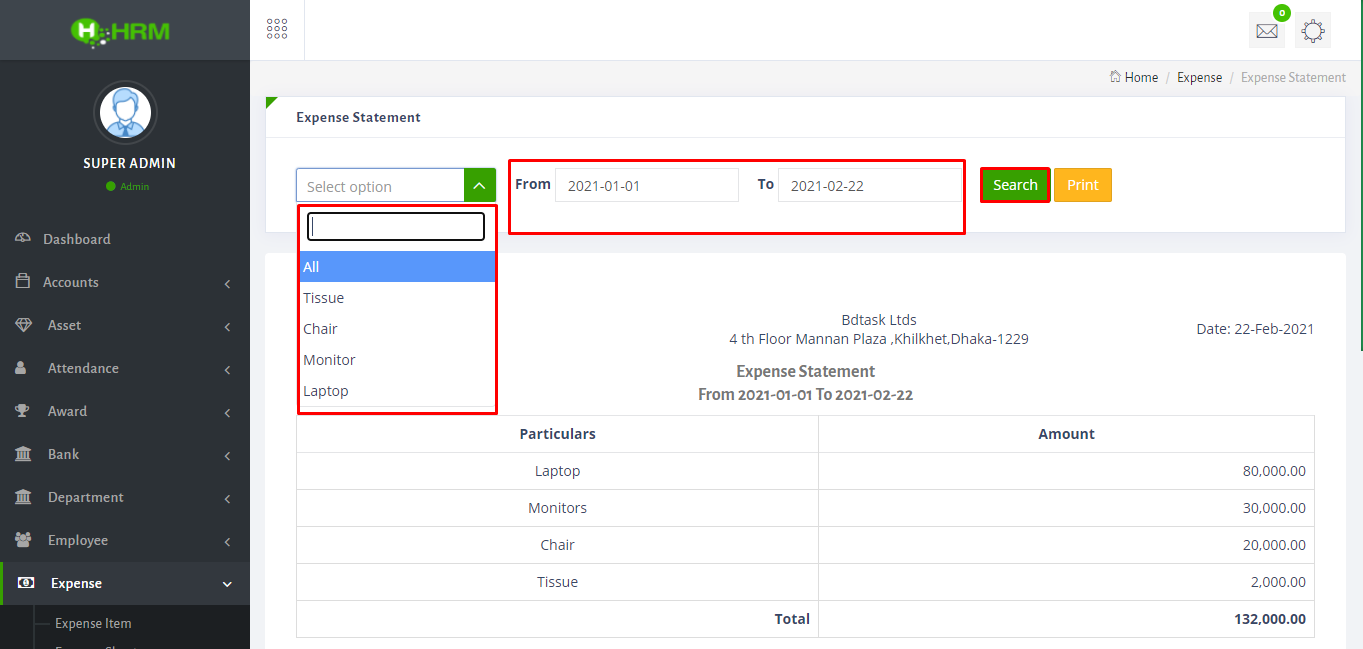 HRM
0
Home / Expense / Expense Statement
SUPER ADMIN
Admin
Dashboard
Accounts
Asset
Attendance
Award
Bank
Department
Employee
Expense
Expense Item
Expense Statement
Select option
From 2021-01-01 To 2021-02-22 Search Print
All
Tissue
Chair
Monitor
Laptop
Bdtask Ltds
4 th Floor Mannan Plaza ,Khilkhet,Dhaka-1229
Date: 22-Feb-2021
Expense Statement
From 2021-01-01 To 2021-02-22
Particulars Amount
Laptop 80,000.00
Monitors 30,000.00
Chair 20,000.00
Tissue 2,000.00
Total 132,000.00